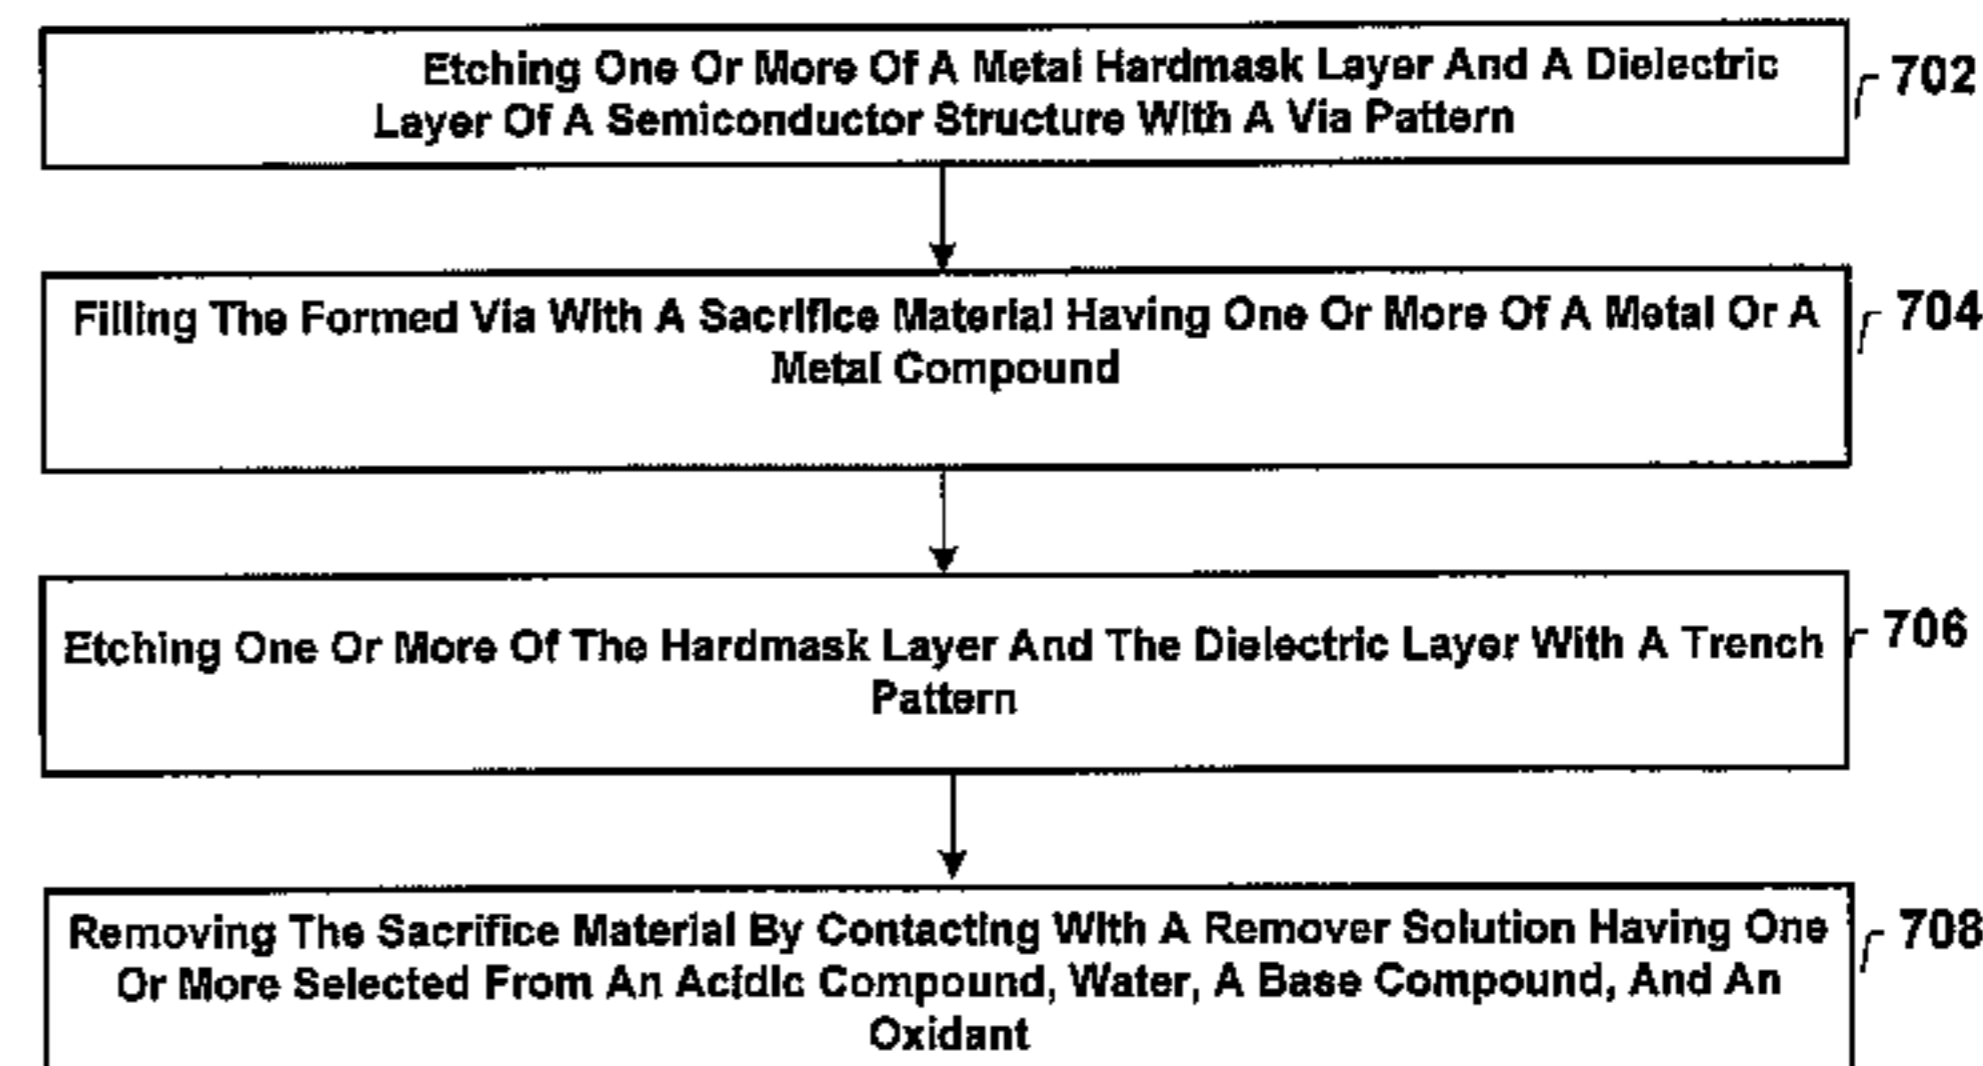 Etching One Or More Of A Metal Hardmask Layer And A Dielectric
Layer Of A Semiconductor Structure With A Via Pattern
702
Filling The Formed Via With A Sacrifice Material Having One Or More Of A Metal Or A
Metal Compound
704
Etching One Or More Of The Hardmask Layer And The Dielectric Layer With A Trench
Pattern
706
Removing The Sacrifice Material By Contacting With A Remover Solution Having One
Or More Selected From An Acidic Compound, Water, A Base Compound, And An
Oxidant
708